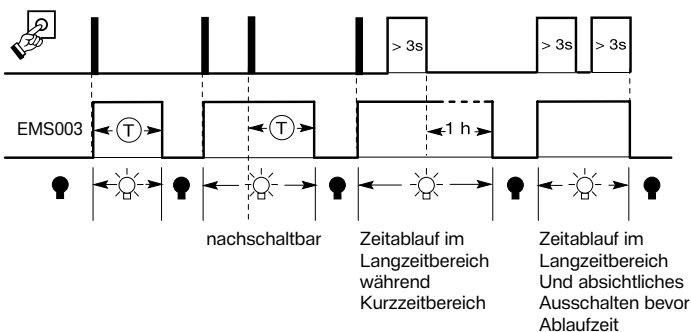 > 3s
> 3s
> 3s
EMS003
T
T
1 h
nachschaltbar
Zeitablauf im
Langzeitbereich
während
Kurzzeitbereich
Zeitablauf im
Langzeitbereich
Und absichtliches
Ausschalten bevor
Ablaufzeit